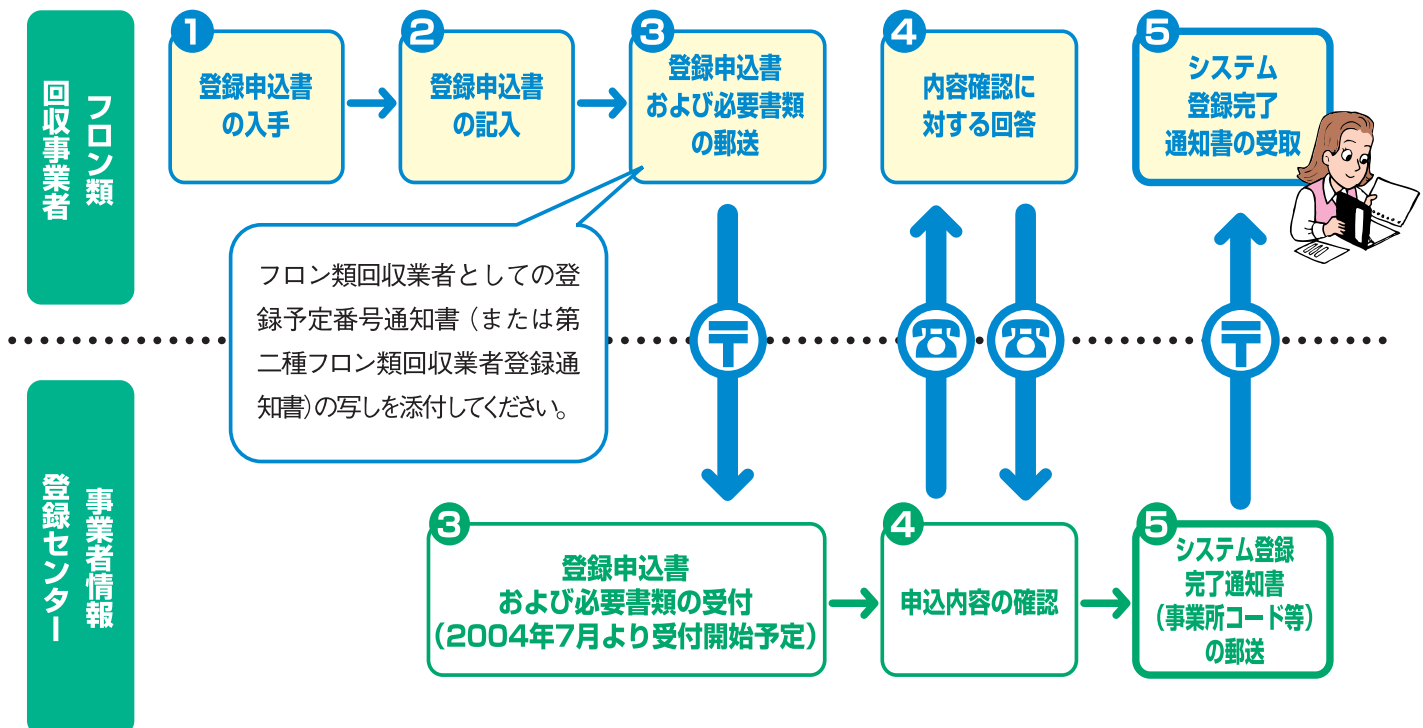 フロン類
回収事業者
1
登録申込書
の入手
2
登録申込書
の記入
3
登録申込書
および必要書類
の郵送
4
内容確認に
対する回答
5
システム
登録完了
通知書の受取
フロン類回収業者としての登
録予定番号通知書（または第
二種フロン類回収業者登録通
知書）の写しを添付してください。
〒
〒
事業者情報
登録センター
3
登録申込書
および必要書類の受付
（2004年7月より受付開始予定）
4
申込内容の確認
5
システム登録
完了通知書
（事業所コード等）
の郵送